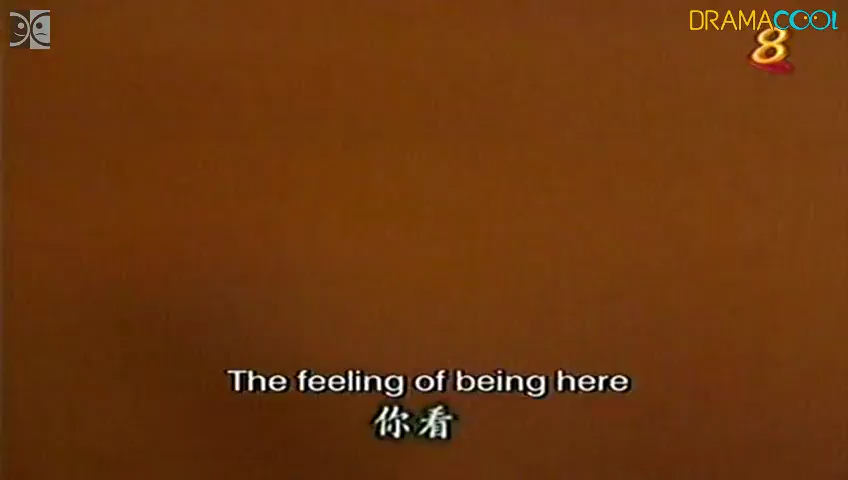 DRAMACOOL
8
The feeling of being here
你看